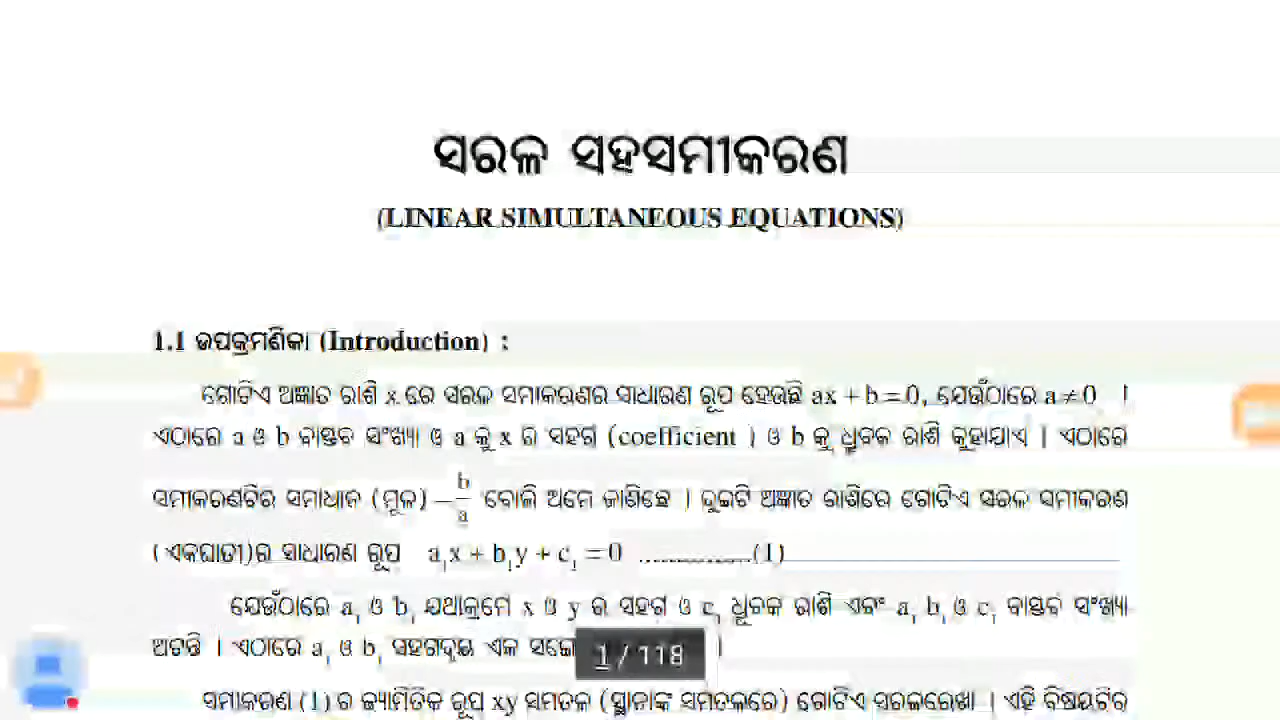 ସରଳ ସହସମୀକରଣ
(LINEAR SIMULTANEOUS EQUATIONS)
1.1 ଉପକ୍ରମଣିକା (Introduction) :
ଗୋଟିଏ ଅଜ୍ଞାତ ରାଶି x ରେ ସରଳ ସମୀକରଣର ସାଧାରଣ ରୂପ ହେଉଛି ax + b = 0, ଯେଉଁଠାରେ a ≠ 0 ।
ଏଠାରେ a ଓ b ବାସ୍ତବ ସଂଖ୍ୟା ଓ a କୁ x ର ସହଗ (coefficient ) ଓ b କୁ ଧ୍ରୁବକ ରାଶି କୁହାଯାଏ । ଏଠାରେ
ସମୀକରଣଟିର ସମାଧାନ (ମୂଳ) –b/a ବୋଲି ଆମେ ଜାଣିଛେ । ଦୁଇଟି ଅଜ୍ଞାତ ରାଶିରେ ଗୋଟିଏ ସରଳ ସମୀକରଣ
(ଏକଘାତୀ)ର ସାଧାରଣ ରୂପ a₁x + b₁y + c₁ = 0 ..................(1)
ଯେଉଁଠାରେ a₁ ଓ b₁ ଯଥାକ୍ରମେ x ଓ y ର ସହଗ ଓ c₁ ଧ୍ରୁବକ ରାଶି ଏବଂ a₁ b₁ ଓ c₁ ବାସ୍ତବ ସଂଖ୍ୟା
ଅଟନ୍ତି । ଏଠାରେ a₁ ଓ b₁ ସହଗଦ୍ୱୟ ଏକ ।
1 / 118
ସମୀକରଣ (1) ର ଜ୍ୟାମିତିକ ରୂପ xy ସମତଳ (ସ୍ଥାନାଙ୍କ ସମତଳରେ) ଗୋଟିଏ ସରଳରେଖା । ଏହି ବିଷୟଟିର